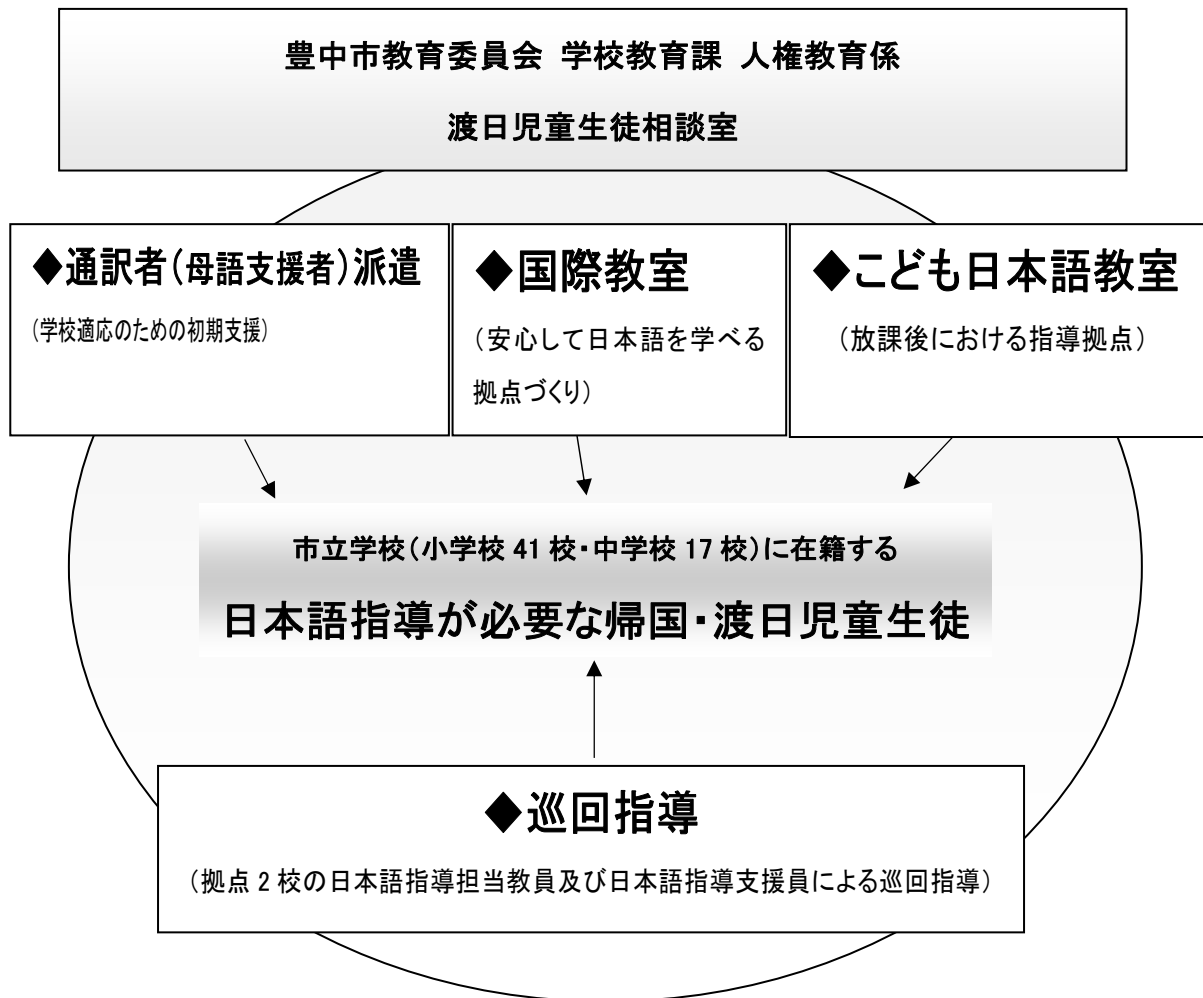 豊中市教育委員会 学校教育課 人権教育係
渡日児童生徒相談室
◆通訳者(母語支援者)派遣
(学校適応のための初期支援)
◆国際教室
(安心して日本語を学べる
拠点づくり)
◆こども日本語教室
(放課後における指導拠点)
市立学校(小学校 41 校・中学校 17 校)に在籍する
日本語指導が必要な帰国・渡日児童生徒
◆巡回指導
(拠点 2 校の日本語指導担当教員及び日本語指導支援員による巡回指導)